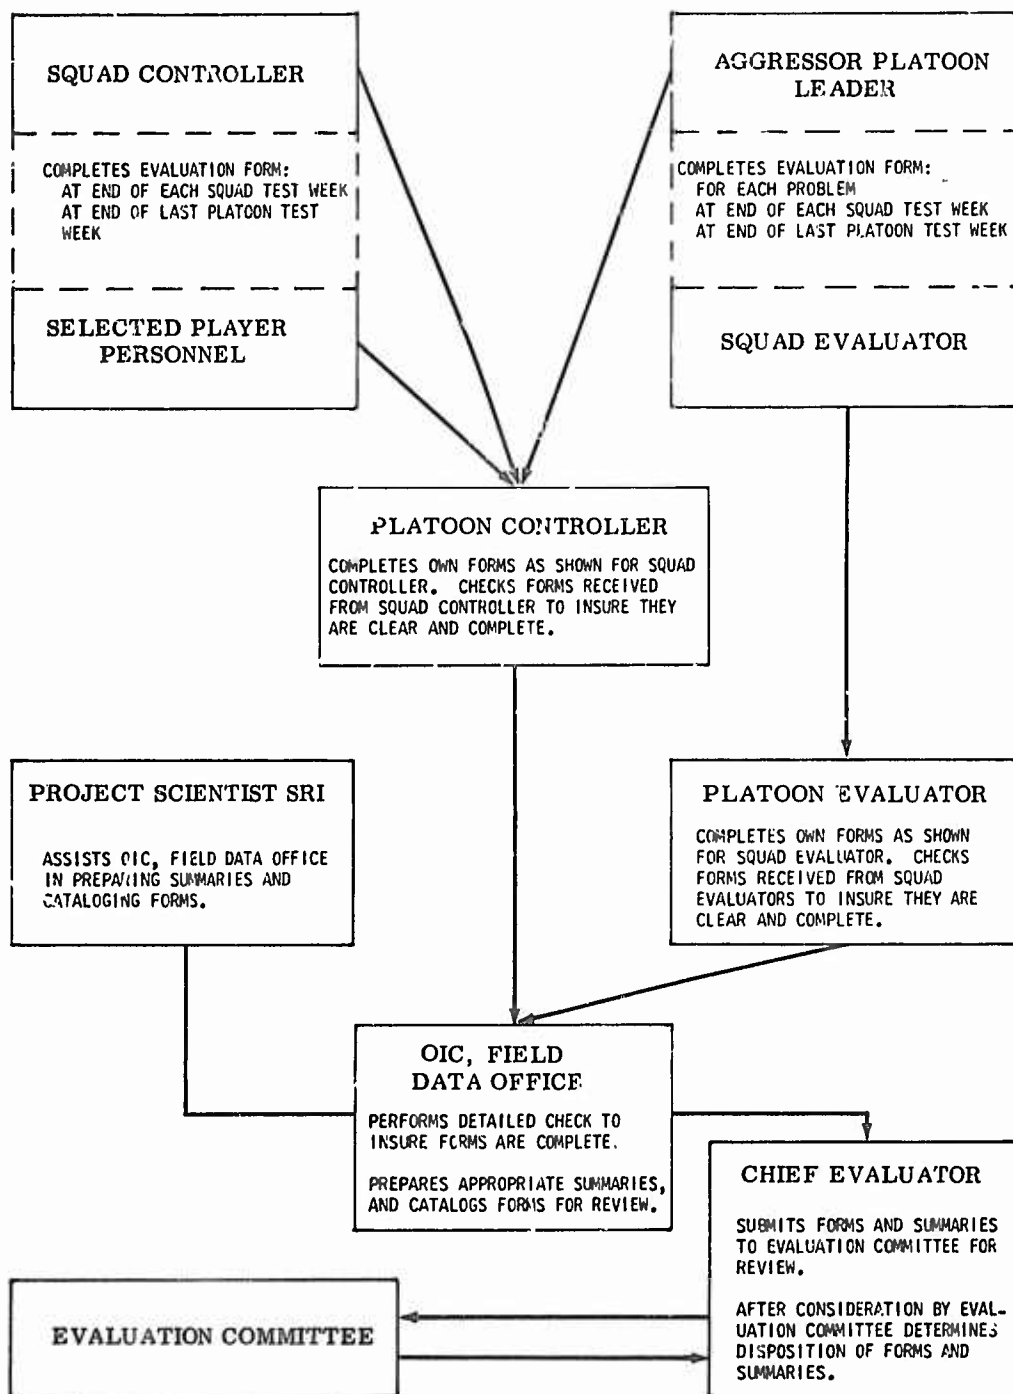 SQUAD CONTROLLER
COMPLETES EVALUATION FORM:
AT END OF EACH SQUAD TEST WEEK
AT END OF LAST PLATOON TEST
WEEK
SELECTED PLAYER
PERSONNEL
AGGRESSOR PLATOON
LEADER
COMPLETES EVALUATION FORM:
FOR EACH PROBLEM
AT END OF EACH SQUAD TEST WEEK
AT END OF LAST PLATOON TEST WEEK
SQUAD EVALUATOR
PLATOON CONTROLLER
COMPLETES OWN FORMS AS SHOWN FOR SQUAD
CONTROLLER. CHECKS FORMS RECEIVED
FROM SQUAD CONTROLLER TO INSURE THEY
ARE CLEAR AND COMPLETE.
PROJECT SCIENTIST SRI
ASSISTS OIC, FIELD DATA OFFICE
IN PREPARING SUMMARIES AND
CATALOGING FORMS.
PLATOON EVALUATOR
COMPLETES OWN FORMS AS SHOWN
FOR SQUAD EVALUATOR. CHECKS
FORMS RECEIVED FROM SQUAD
EVALUATORS TO INSURE THEY ARE
CLEAR AND COMPLETE.
OIC, FIELD
DATA OFFICE
PERFORMS DETAILED CHECK TO
INSURE FORMS ARE COMPLETE.
PREPARES APPROPRIATE SUMMARIES,
AND CATALOGS FORMS FOR REVIEW.
CHIEF EVALUATOR
SUBMITS FORMS AND SUMMARIES
TO EVALUATION COMMITTEE FOR
REVIEW.
AFTER CONSIDERATION BY EVAL-
UATION COMMITTEE DETERMINES
DISPOSITION OF FORMS AND
SUMMARIES.
EVALUATION COMMITTEE